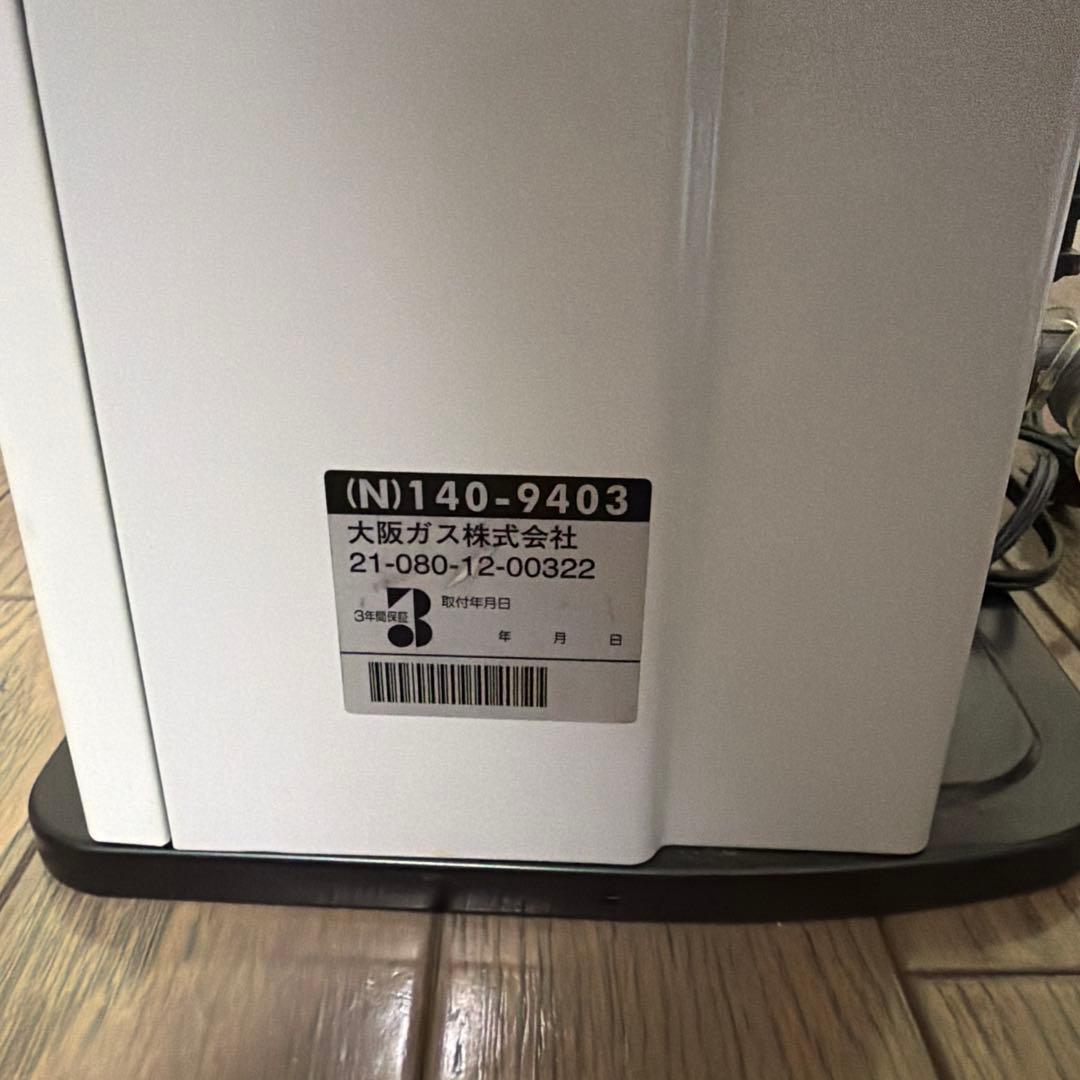 (N)140-9403
大阪ガス株式会社
21-080-12-00322
3年間保証
3
取付年月日
年 月 日